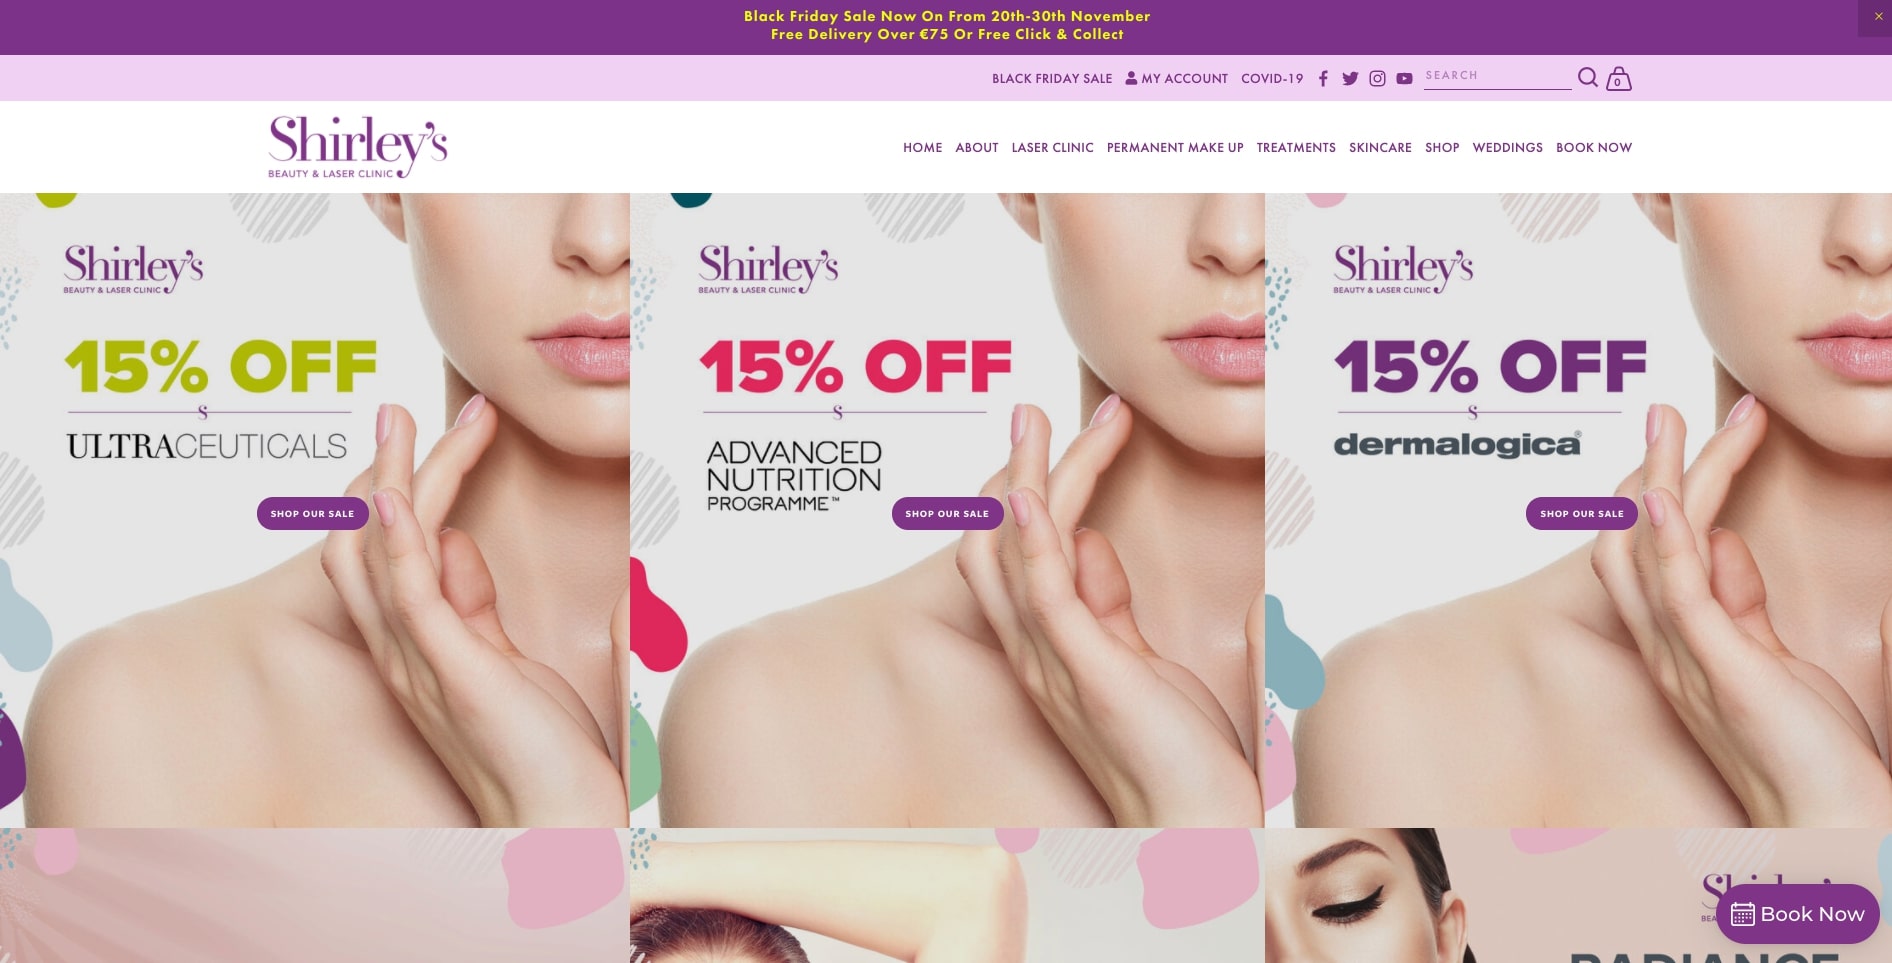 Black Friday Sale Now On From 20th-30th November
Free Delivery Over €75 Or Free Click & Collect
BLACK FRIDAY SALE MY ACCOUNT COVID-19 SEARCH 0
Shirley's
BEAUTY & LASER CLINIC
HOME ABOUT LASER CLINIC PERMANENT MAKE UP TREATMENTS SKINCARE SHOP WEDDINGS BOOK NOW
Shirley's
BEAUTY & LASER CLINIC
15% OFF
S
ULTRACEUTICALS
SHOP OUR SALE
Shirley's
BEAUTY & LASER CLINIC
15% OFF
S
ADVANCED
NUTRITION
PROGRAMME™
SHOP OUR SALE
Shirley's
BEAUTY & LASER CLINIC
15% OFF
S
dermalogica®
SHOP OUR SALE
Book Now
RADIANCE